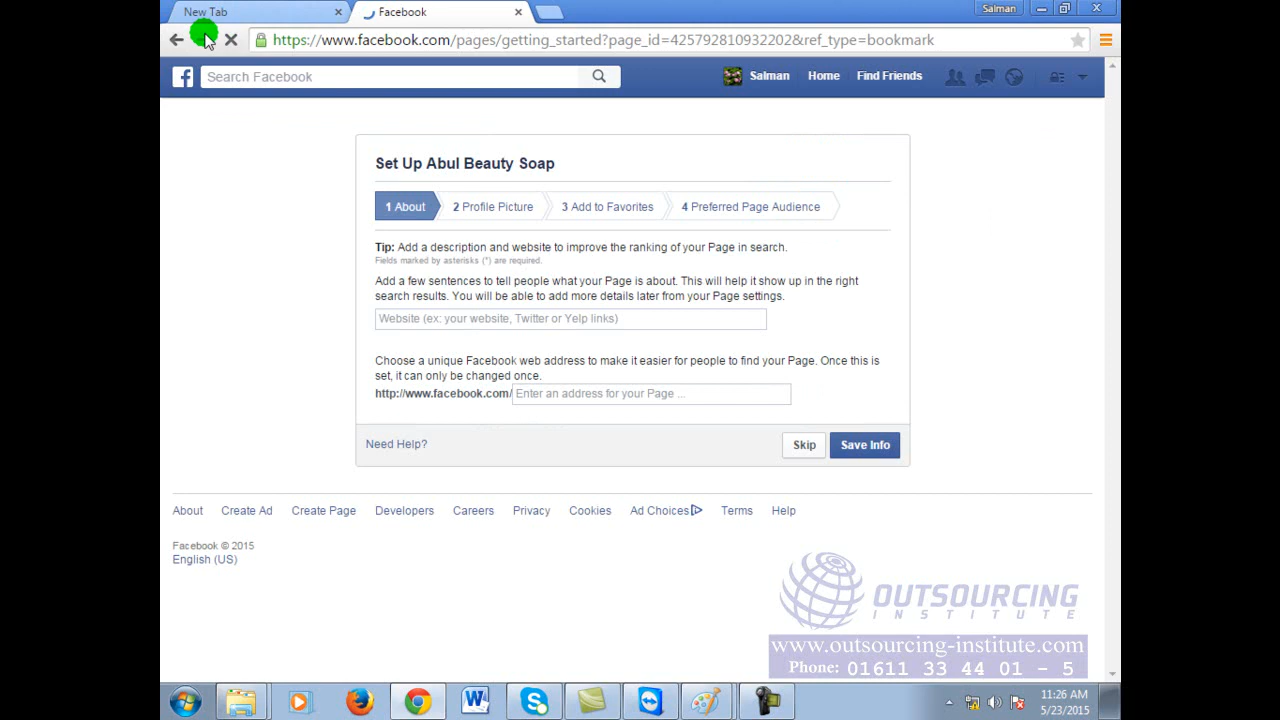 New Tab
Facebook
Salman
https://www.facebook.com/pages/getting_started?page_id=425792810932202&ref_type=bookmark
Search Facebook
Salman
Home
Find Friends
Set Up Abul Beauty Soap
1 About
2 Profile Picture
3 Add to Favorites
4 Preferred Page Audience
Tip: Add a description and website to improve the ranking of your Page in search.
Fields marked by asterisks (*) are required.
Add a few sentences to tell people what your Page is about. This will help it show up in the right
search results. You will be able to add more details later from your Page settings.
Website (ex: your website, Twitter or Yelp links)
Choose a unique Facebook web address to make it easier for people to find your Page. Once this is
set, it can only be changed once.
http://www.facebook.com/ Enter an address for your Page ...
Need Help?
Skip
Save Info
About
Create Ad
Create Page
Developers
Careers
Privacy
Cookies
Ad Choices
Terms
Help
Facebook © 2015
English (US)
OUTSOURCING
INSTITUTE
www.outsourcing-institute.com
Phone: 01611 33 44 01 - 5
11:26 AM
5/23/2015